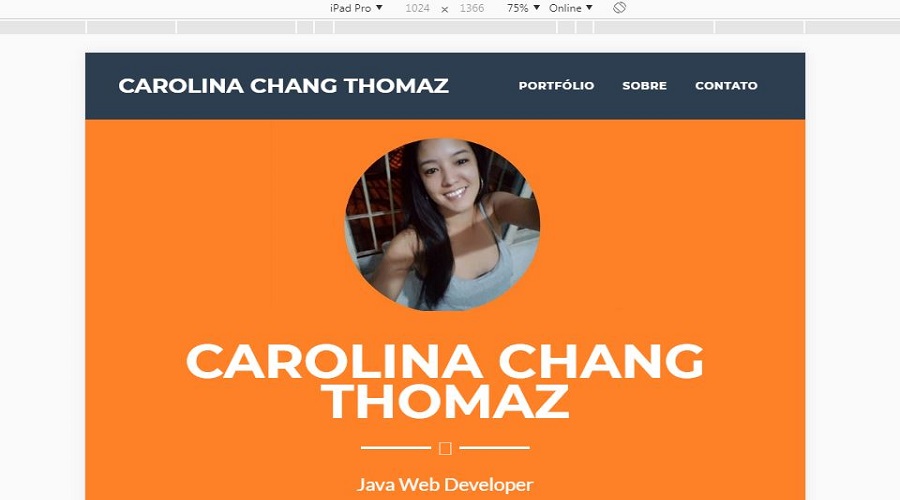 iPad Pro ▼ 1024 × 1366 75% ▼ Online ▼
CAROLINA CHANG THOMAZ PORTFÓLIO SOBRE CONTATO
CAROLINA CHANG
THOMAZ
Java Web Developer